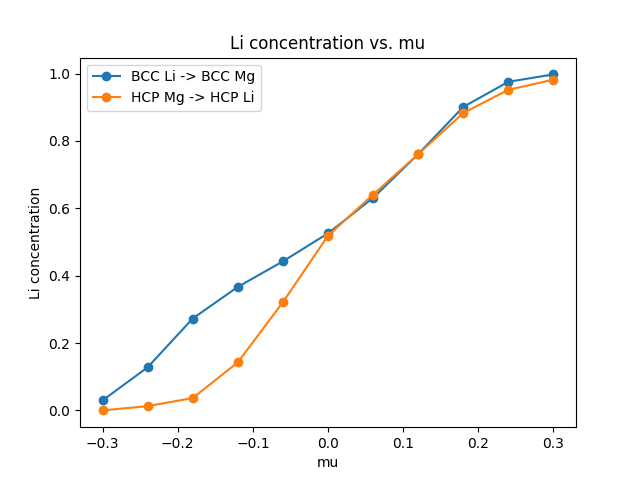 Li concentration vs. mu
BCC Li -> BCC Mg
HCP Mg -> HCP Li
Li concentration
1.0
0.8
0.6
0.4
0.2
0.0
−0.3 −0.2 −0.1 0.0 0.1 0.2 0.3
mu